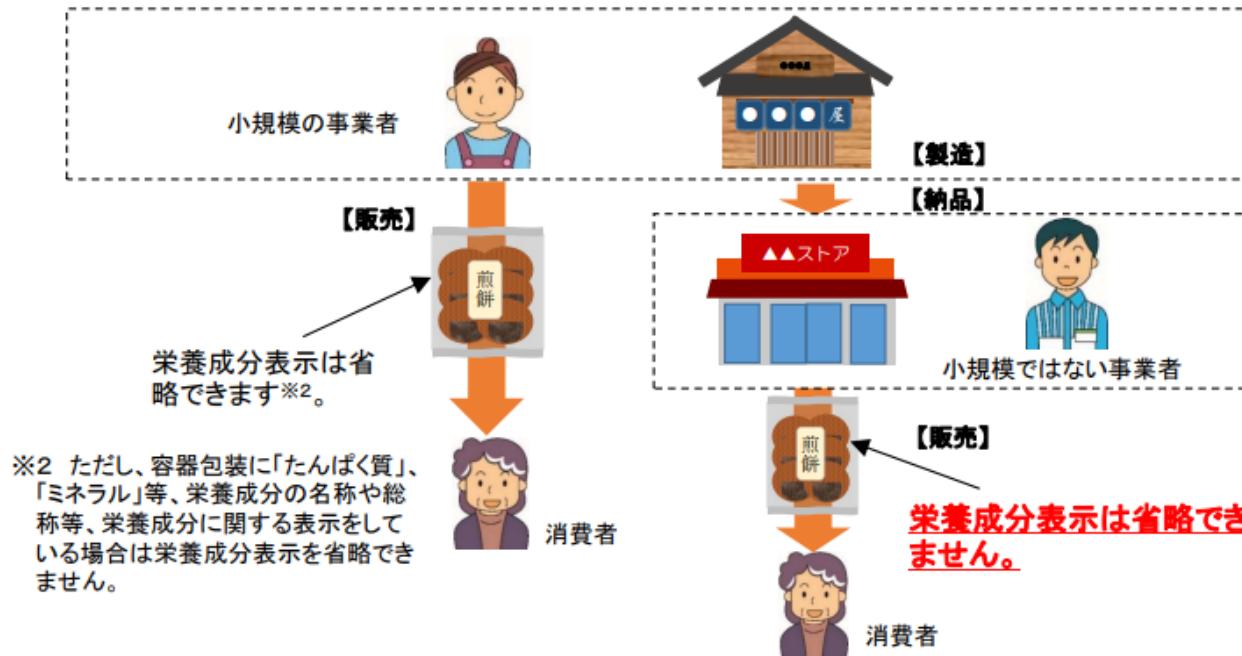 小規模の事業者
●●●屋
【製造】
【販売】
【納品】
▲▲ストア
煎餅
小規模ではない事業者
栄養成分表示は省
略できます※2。
煎餅
【販売】
※2 ただし、容器包装に「たんぱく質」、
「ミネラル」等、栄養成分の名称や総
称等、栄養成分に関する表示をして
いる場合は栄養成分表示を省略でき
ません。
消費者
栄養成分表示は省略でき
ません。
消費者